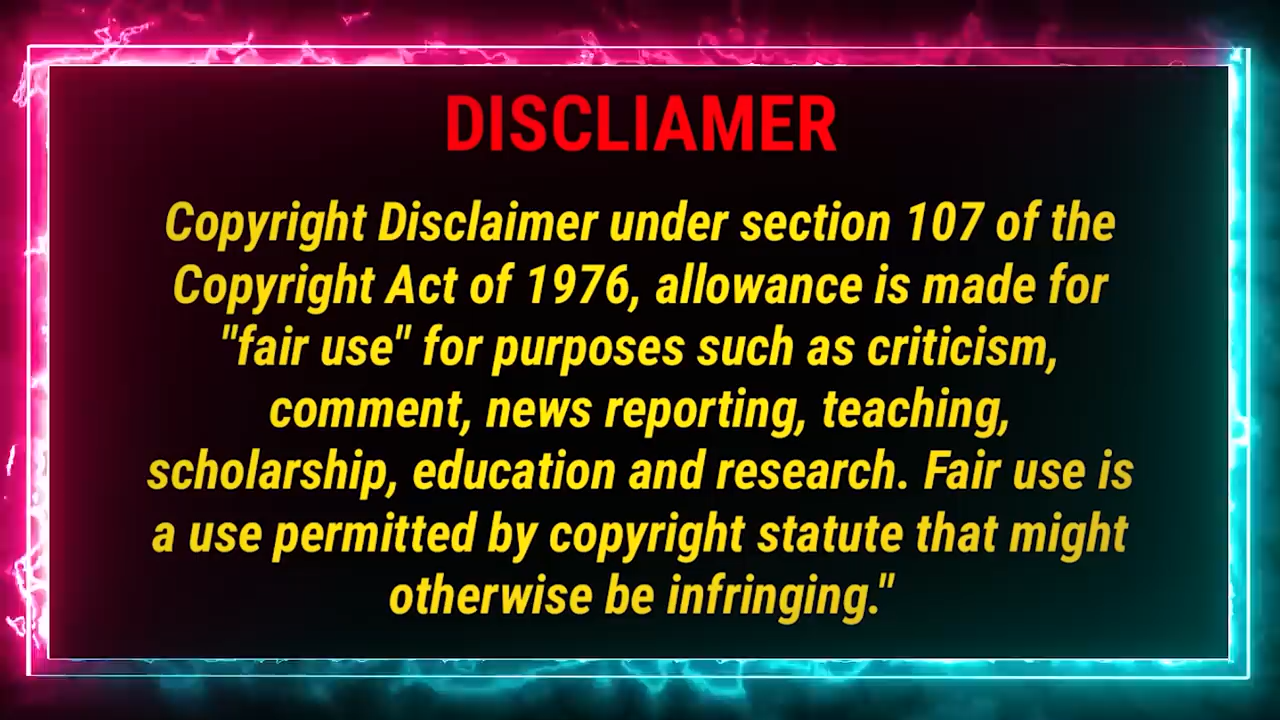 DISCLIAMER
Copyright Disclaimer under section 107 of the
Copyright Act of 1976, allowance is made for
"fair use" for purposes such as criticism,
comment, news reporting, teaching,
scholarship, education and research. Fair use is
a use permitted by copyright statute that might
otherwise be infringing."